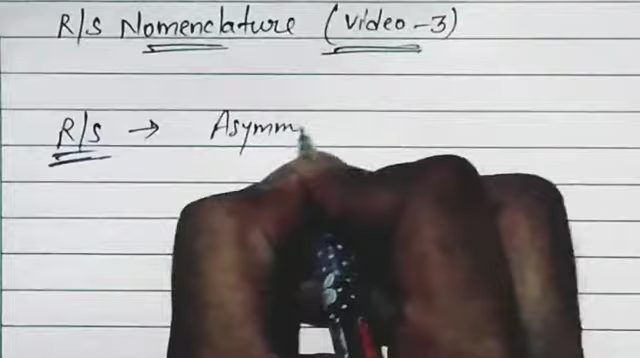 R/S Nomenclature (video-3)
R/S → Asymm